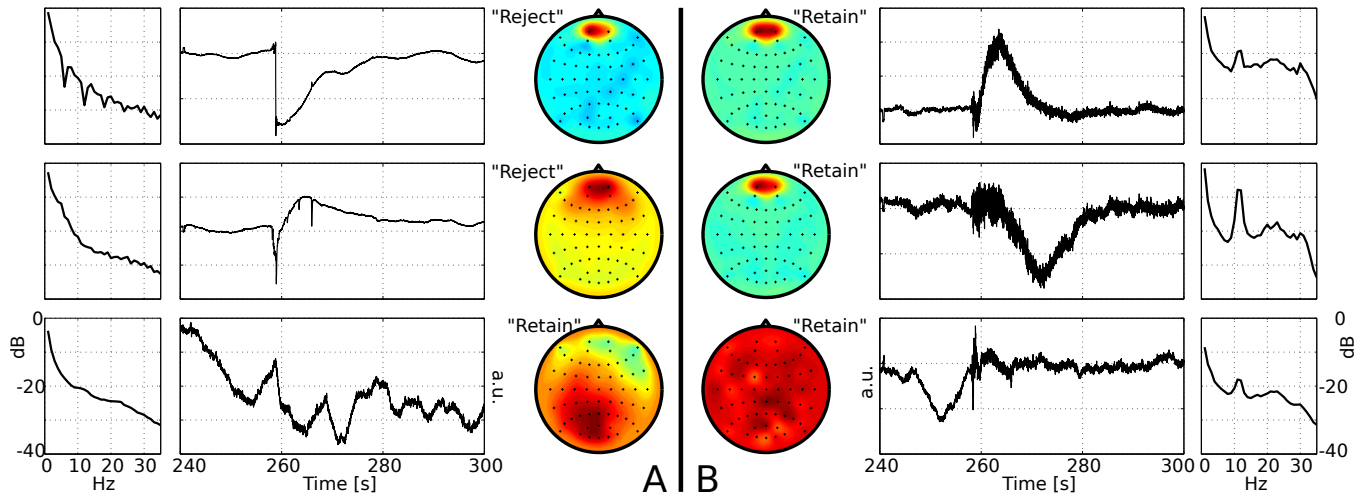 "Reject"
"Retain"
"Reject"
"Retain"
"Retain"
"Retain"
0
-20
-40
dB
0 10 20 30
Hz
240 260 280 300
Time [s]
a.u.
A
B
a.u.
240 260 280 300
Time [s]
0 10 20 30
Hz
0
-20
-40
dB